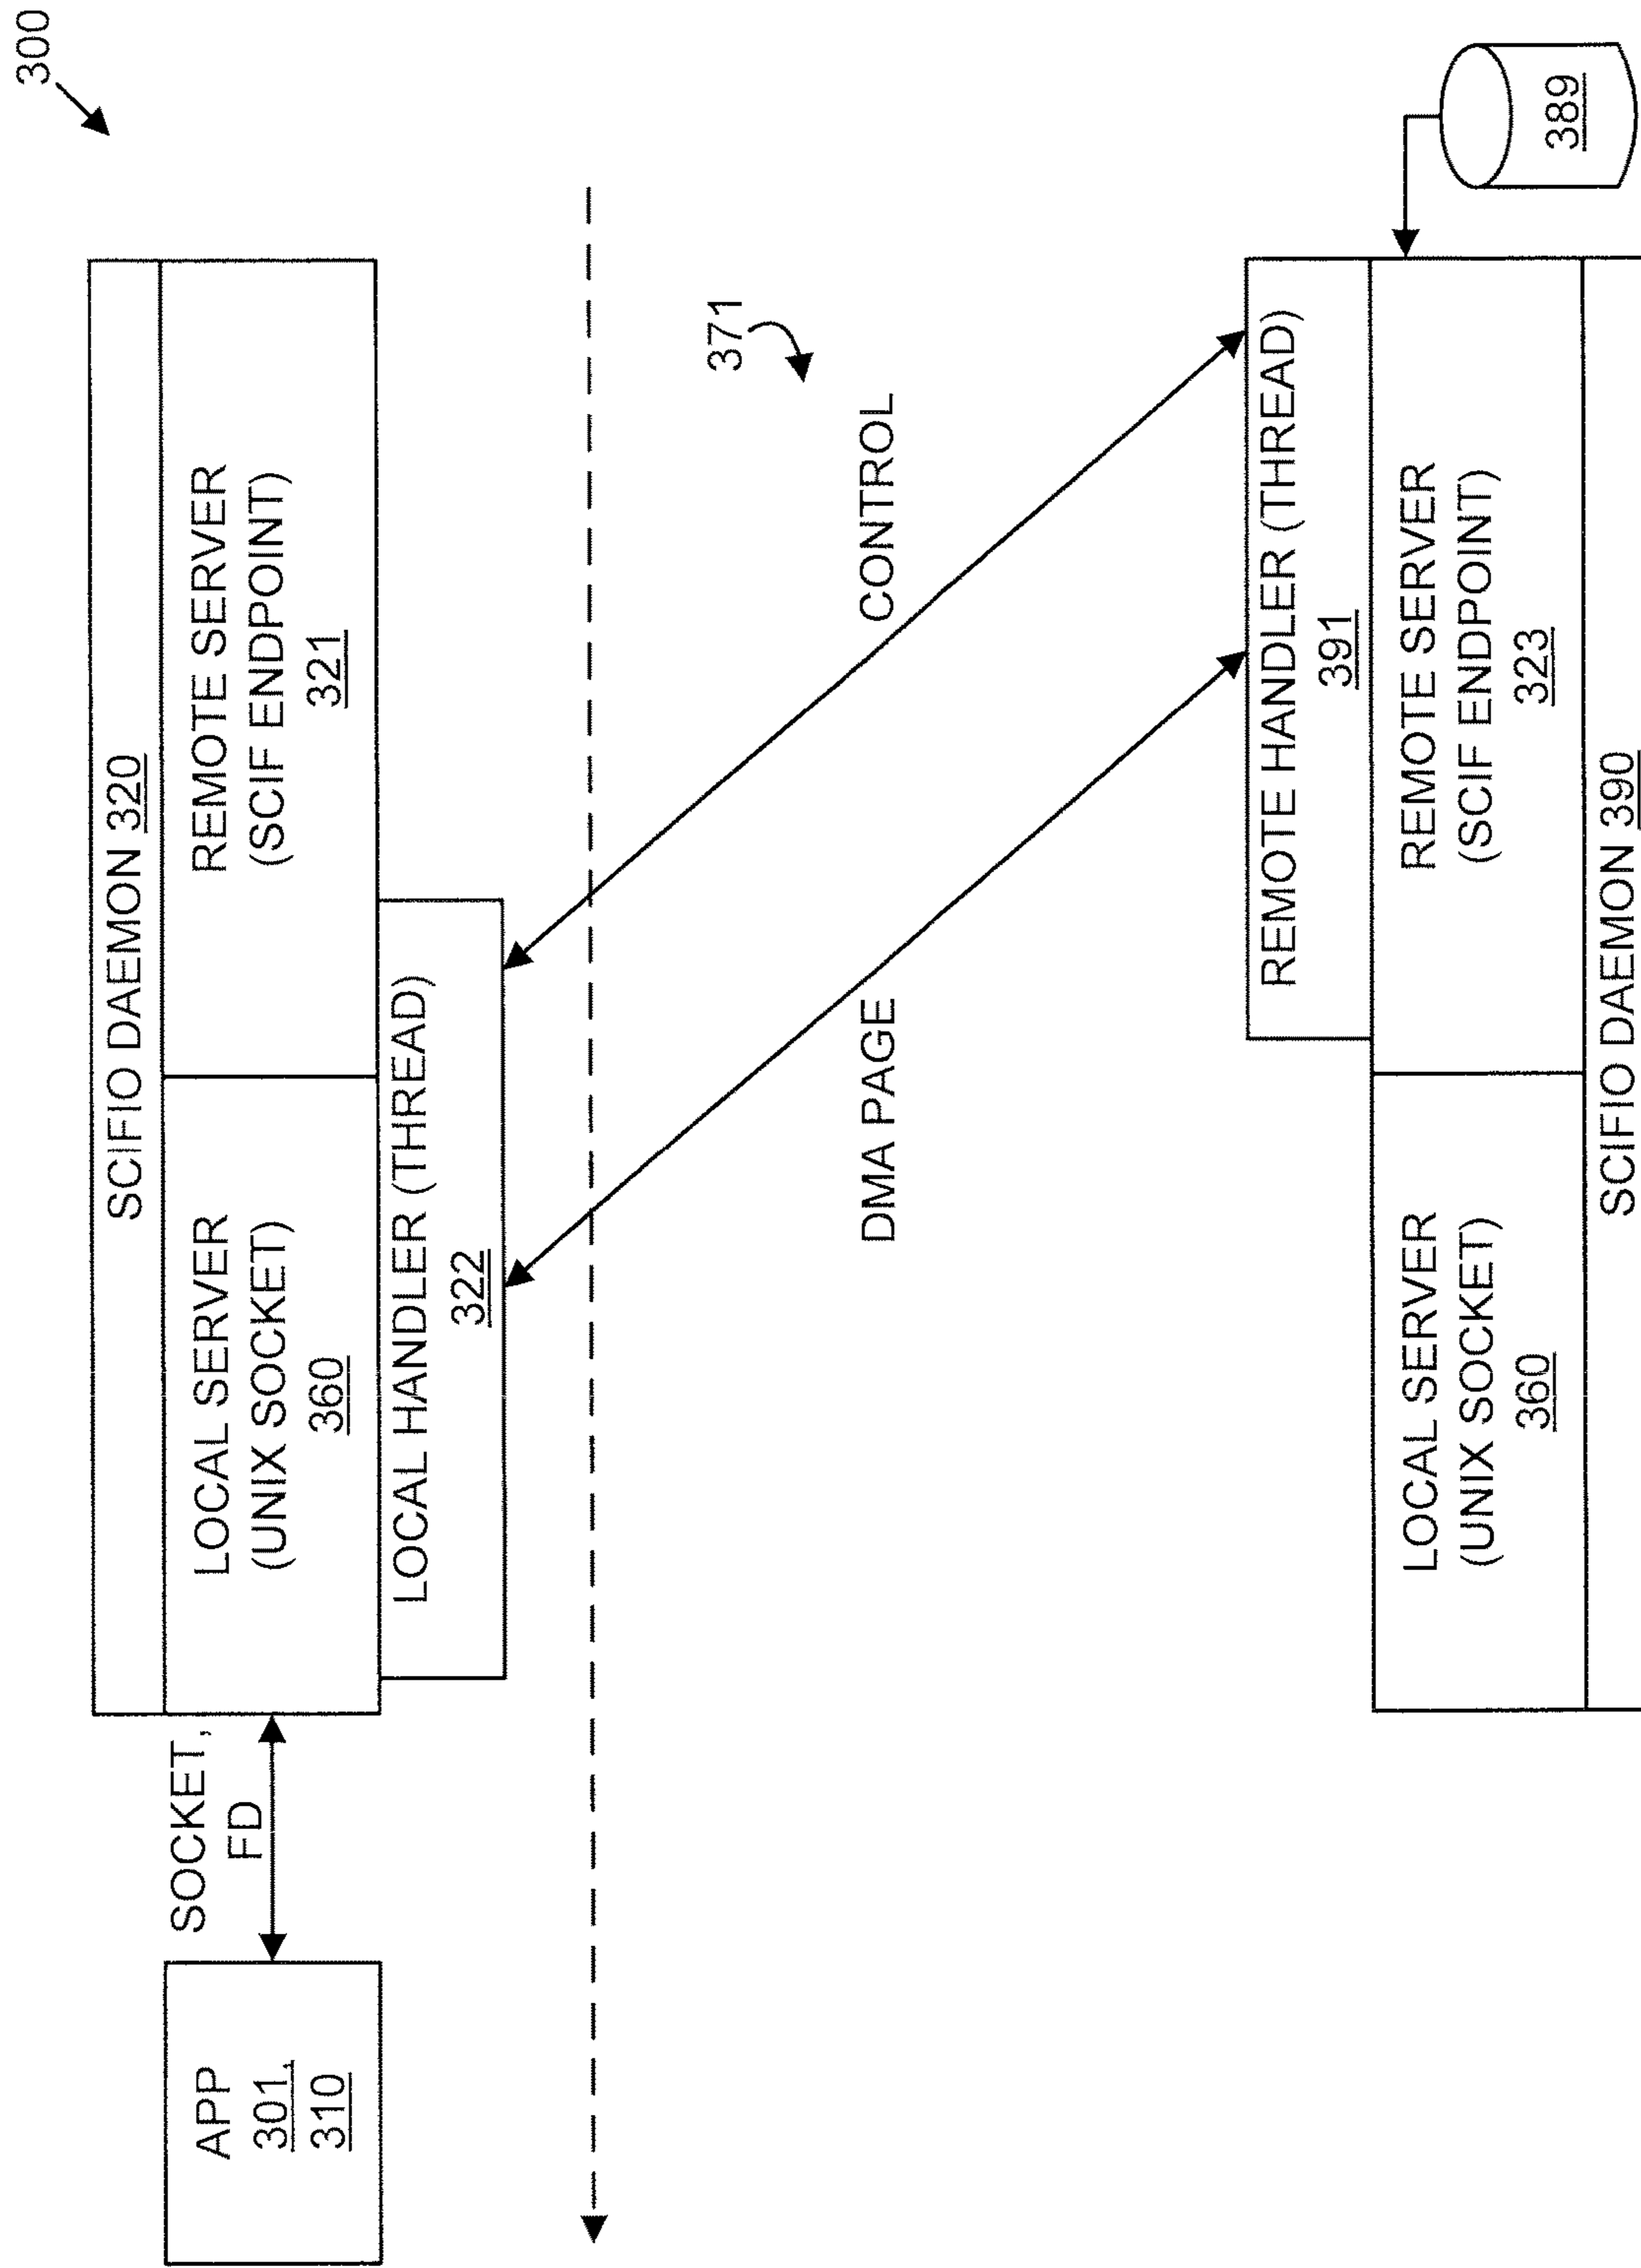 300
SCIFIO DAEMON 320
APP
301,
310
SOCKET,
FD
LOCAL SERVER
(UNIX SOCKET)
360
REMOTE SERVER
(SCIF ENDPOINT)
321
LOCAL HANDLER (THREAD)
322
371
DMA PAGE
CONTROL
REMOTE HANDLER (THREAD)
391
LOCAL SERVER
(UNIX SOCKET)
360
REMOTE SERVER
(SCIF ENDPOINT)
323
389
SCIFIO DAEMON 390